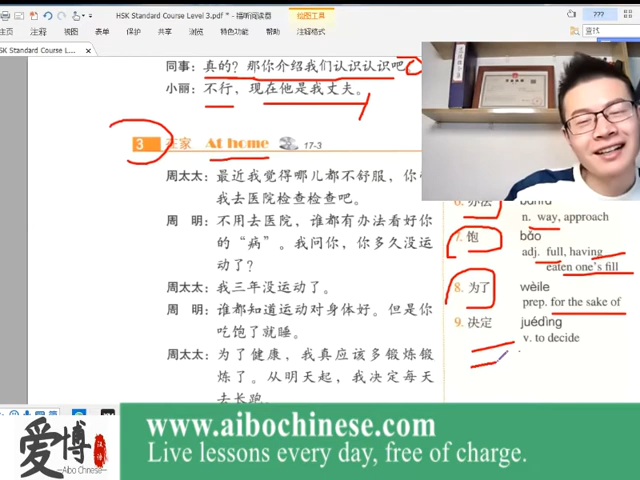 HSK Standard Course Level 3.pdf * - 福昕阅读器
绘图工具
???
文件
视图
表单
保护
共享
浏览
特色功能
帮助
注释格式
查找
HSK Standard Course L...
同事：真的？那你介绍我们认识认识吧
小丽：不行，现在他是我丈夫。
3 在家 At home 17-3
周太太：最近我觉得哪儿都不舒服，你
我去医院检查检查吧。
周 明：不用去医院，谁都有办法看好你
的“病”。我问你，你多久没运
动了？
周太太：我三年没运动了。
周 明：谁都知道运动对身体好。但是你
吃饱了就睡。
周太太：为了健康，我真应该多锻炼锻
炼了。从明天起，我决定每天
去长跑。
6. 办法 bànfǎ
n. way, approach
7. 饱 bǎo
adj. full, having
eaten one's fill
8. 为了 wèile
prep. for the sake of
9. 决定 juédìng
v. to decide
爱博
汉语
Aibo Chinese
www.aibochinese.com
Live lessons every day, free of charge.